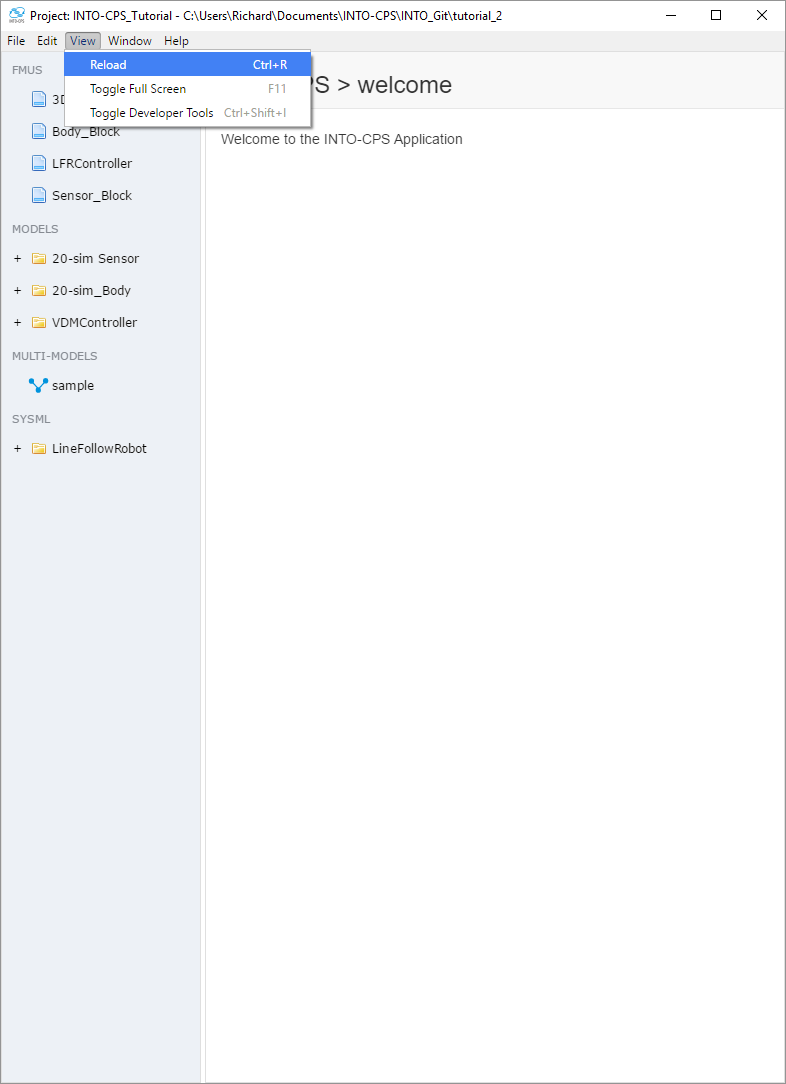 Project: INTO-CPS_Tutorial - C:\Users\Richard\Documents\INTO-CPS\INTO_Git\tutorial_2
File Edit View Window Help
Reload Ctrl+R
Toggle Full Screen F11
Toggle Developer Tools Ctrl+Shift+I
PS > welcome
Welcome to the INTO-CPS Application
FMUS
3D
Body_Block
LFRController
Sensor_Block
MODELS
+ 20-sim Sensor
+ 20-sim_Body
+ VDMController
MULTI-MODELS
sample
SYSML
+ LineFollowRobot